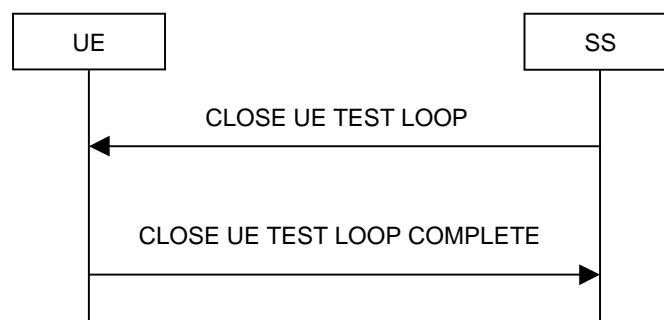 UE
SS
CLOSE UE TEST LOOP
CLOSE UE TEST LOOP COMPLETE